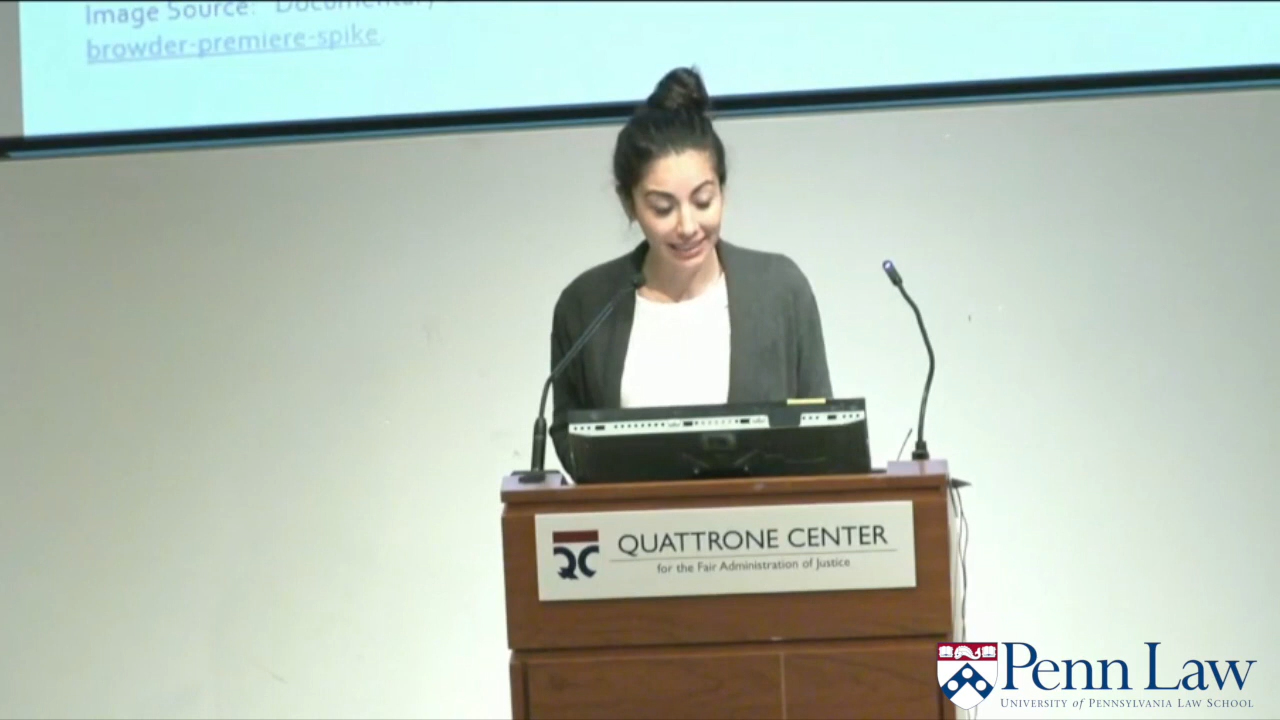 Image Source: "Documentary
browder-premiere-spike
QC
QUATTRONE CENTER
for the Fair Administration of Justice
Penn Law
UNIVERSITY of PENNSYLVANIA LAW SCHOOL